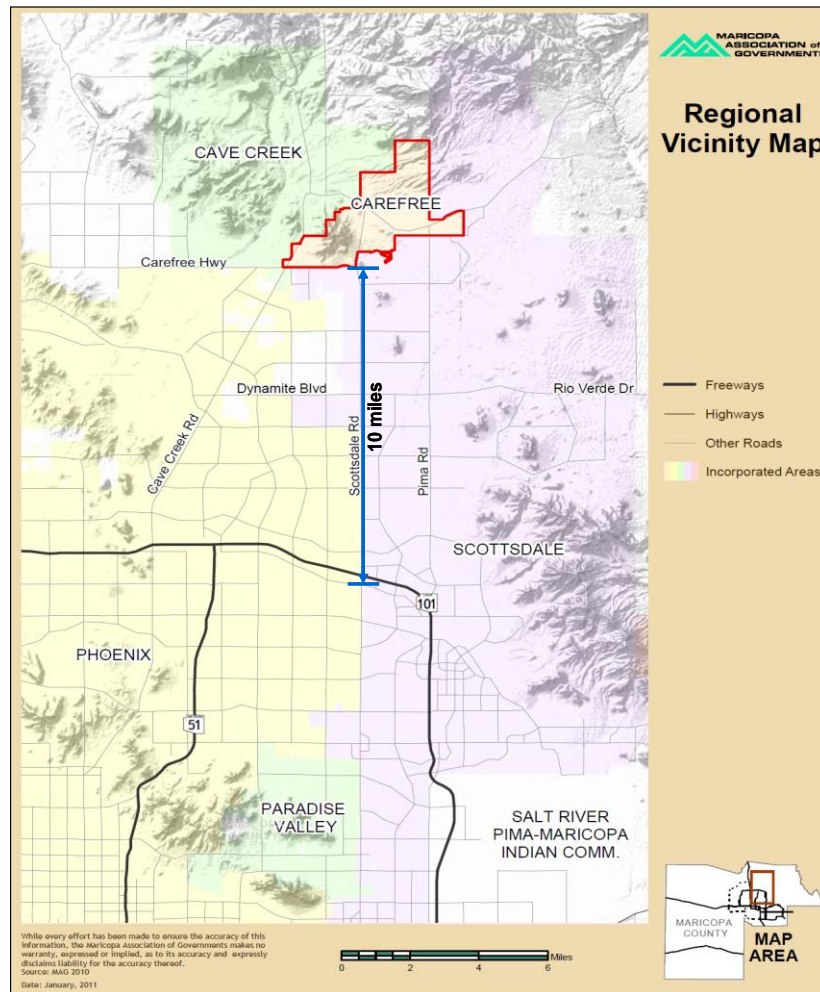 MARICOPA
ASSOCIATION of
GOVERNMENTS
Regional
Vicinity Map
CAVE CREEK
CAREFREE
Carefree Hwy
Dynamite Blvd
Rio Verde Dr
Cave Creek Rd
Scottsdale Rd
10 miles
Pima Rd
Freeways
Highways
Other Roads
Incorporated Areas
SCOTTSDALE
101
PHOENIX
51
PARADISE
VALLEY
SALT RIVER
PIMA-MARICOPA
INDIAN COMM.
MARICOPA
COUNTY
MAP
AREA
While every effort has been made to ensure the accuracy of this
information, the Maricopa Association of Governments makes no
warranty, expressed or implied, as to its accuracy and expressly
disclaims liability for the accuracy thereof.
Source: MAG 2010
Date: January, 2011
Miles
0 2 4 6